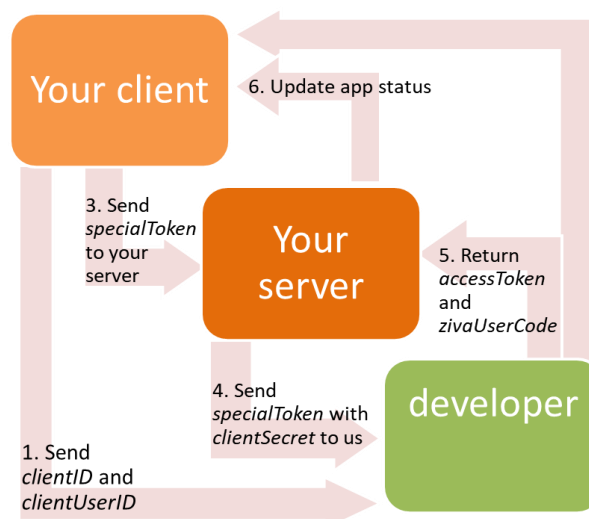 Your client
6. Update app status
3. Send
specialToken
to your
server
Your
server
5. Return
accessToken
and
zivaUserCode
4. Send
specialToken with
clientSecret to us
developer
1. Send
clientID and
clientUserID